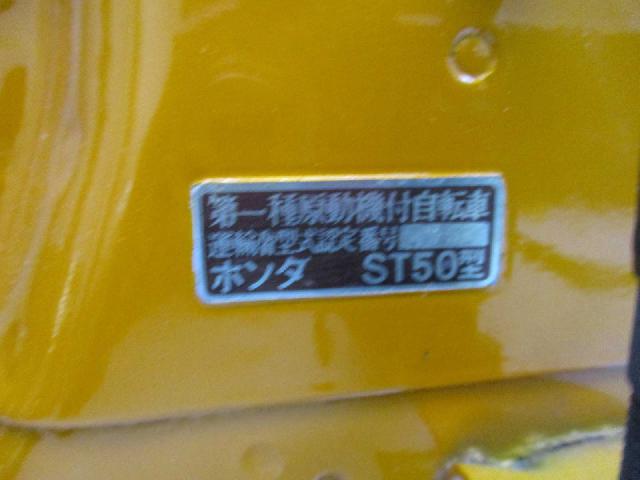 第一種原動機付自転車
運輸省型式認定番号
ホンダ ST50型